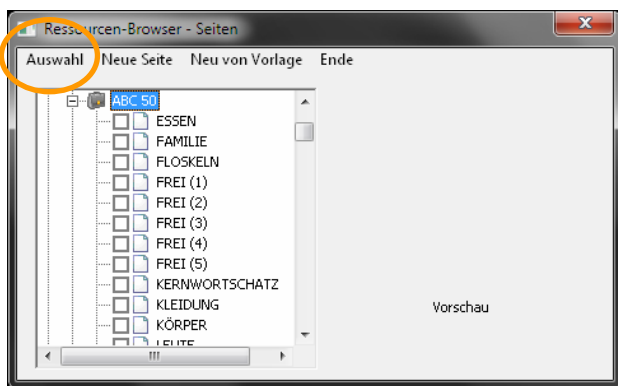 Ressourcen-Browser - Seiten
Auswahl Neue Seite Neu von Vorlage Ende
ABC 50
ESSEN
FAMILIE
FLOSKELN
FREI (1)
FREI (2)
FREI (3)
FREI (4)
FREI (5)
KERNWORTSCHATZ
KLEIDUNG
Vorschau
KÖRPER
LEUTE